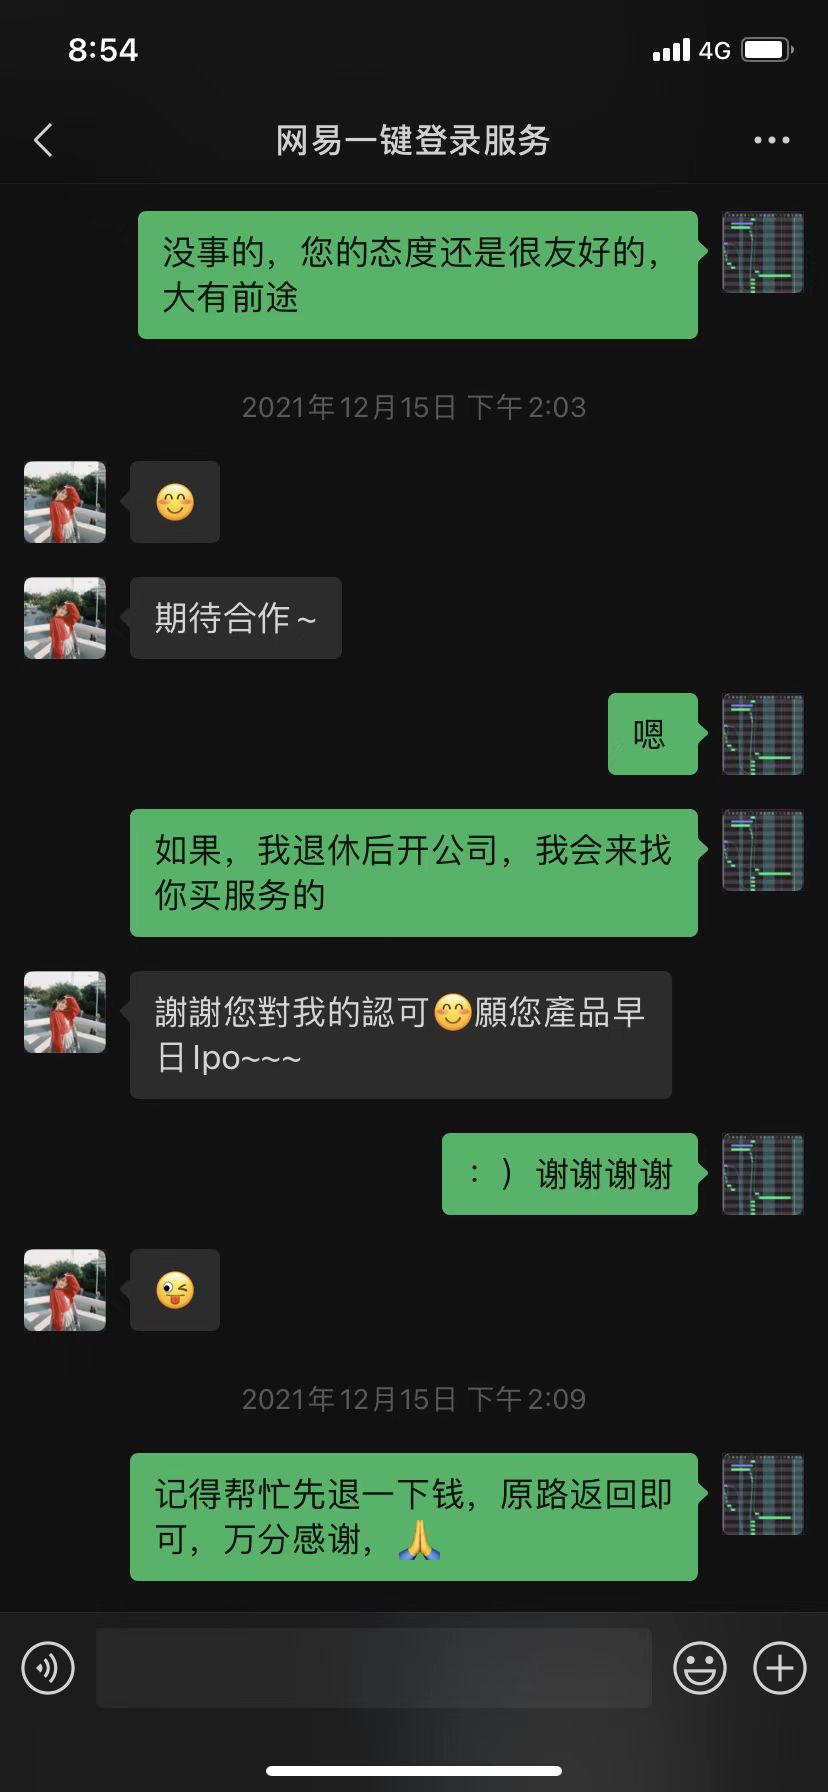 8:54
4G
网易一键登录服务
没事的，您的态度还是很友好的，
大有前途
2021年12月15日 下午2:03
😊
期待合作~
嗯
如果，我退休后开公司，我会来找
你买服务的
謝謝您對我的認可😊願您產品早
日Ipo~~~
：）谢谢谢谢
😜
2021年12月15日 下午2:09
记得帮忙先退一下钱，原路返回即
可，万分感谢，🙏